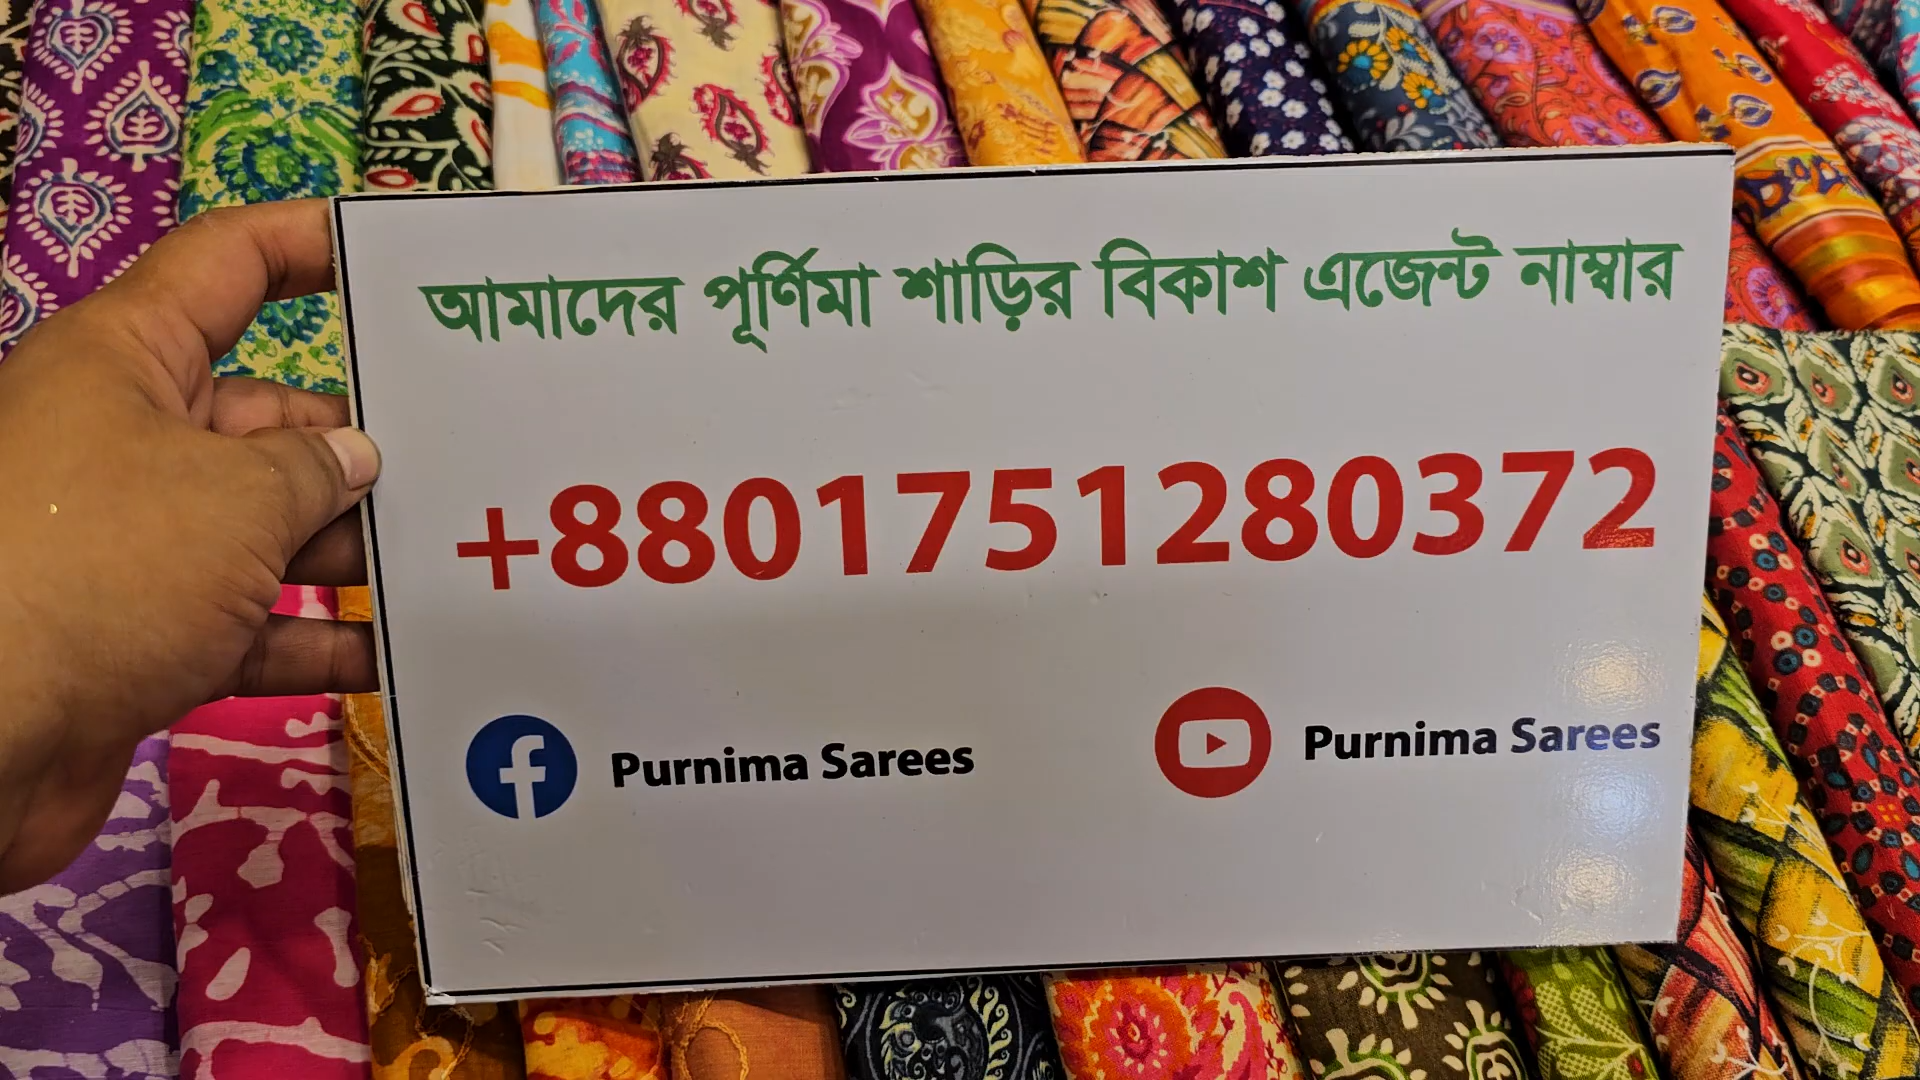 আমাদের পূর্ণিমা শাড়ির বিকাশ এজেন্ট নাম্বার
+8801751280372
Purnima Sarees
Purnima Sarees